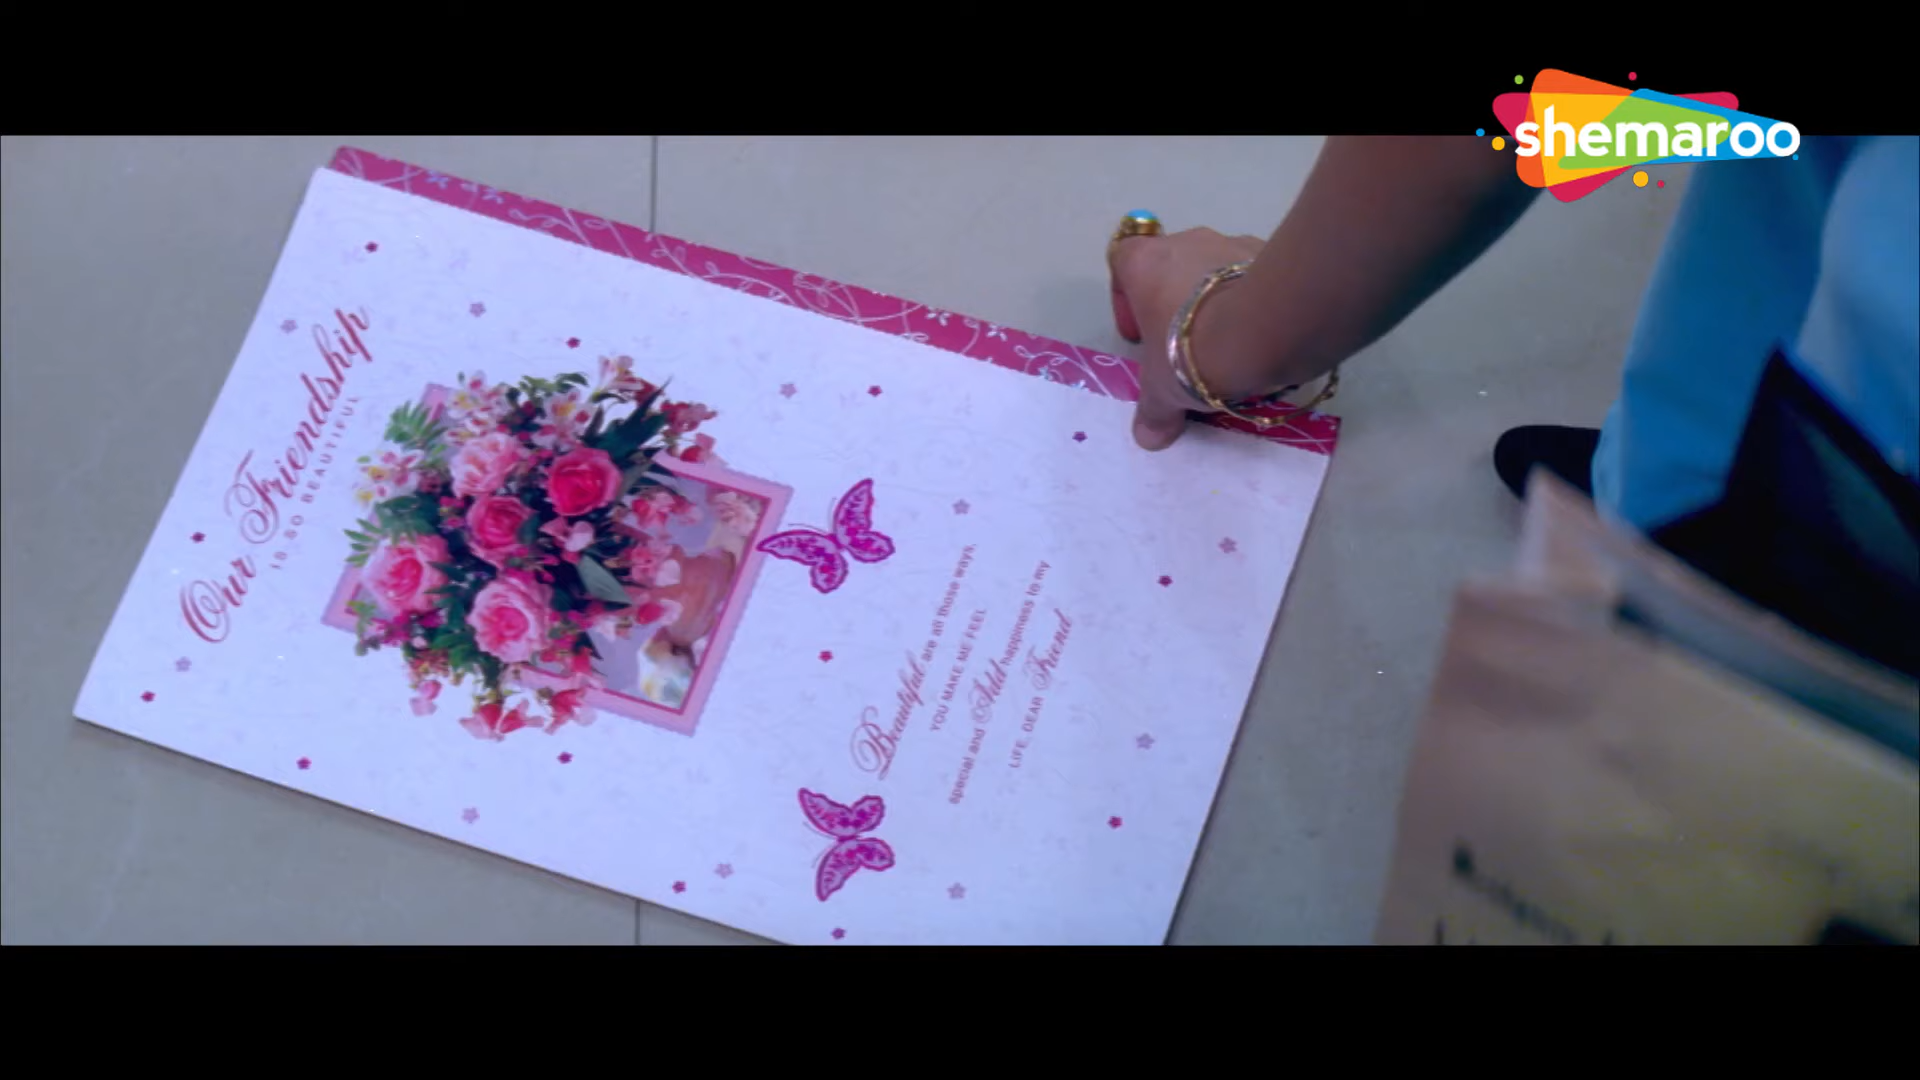 shemaroo
Our Friendship
IS SO BEAUTIFUL
Beautiful are all those ways,
YOU MAKE ME FEEL
special and Add happiness to my
LIFE, DEAR Friend